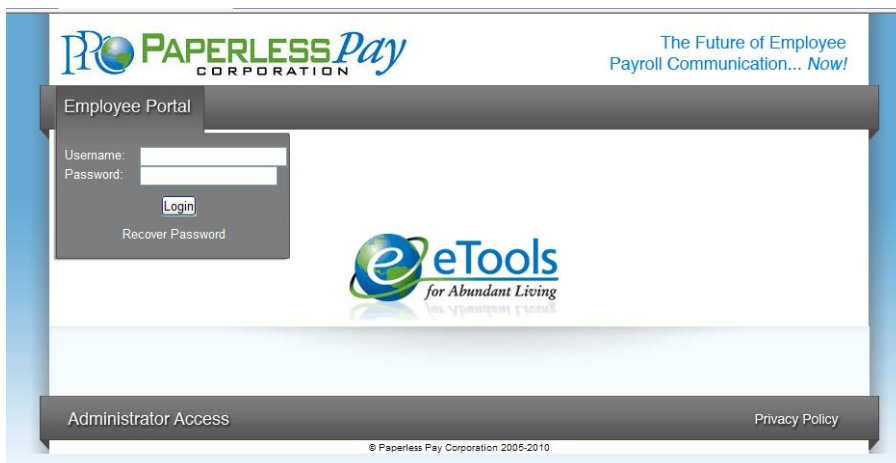 PPC PAPERLESS Pay
CORPORATION
The Future of Employee
Payroll Communication... Now!
Employee Portal
Username:
Password:
Login
Recover Password
e eTools
for Abundant Living
Administrator Access
Privacy Policy
© Paperless Pay Corporation 2005-2010